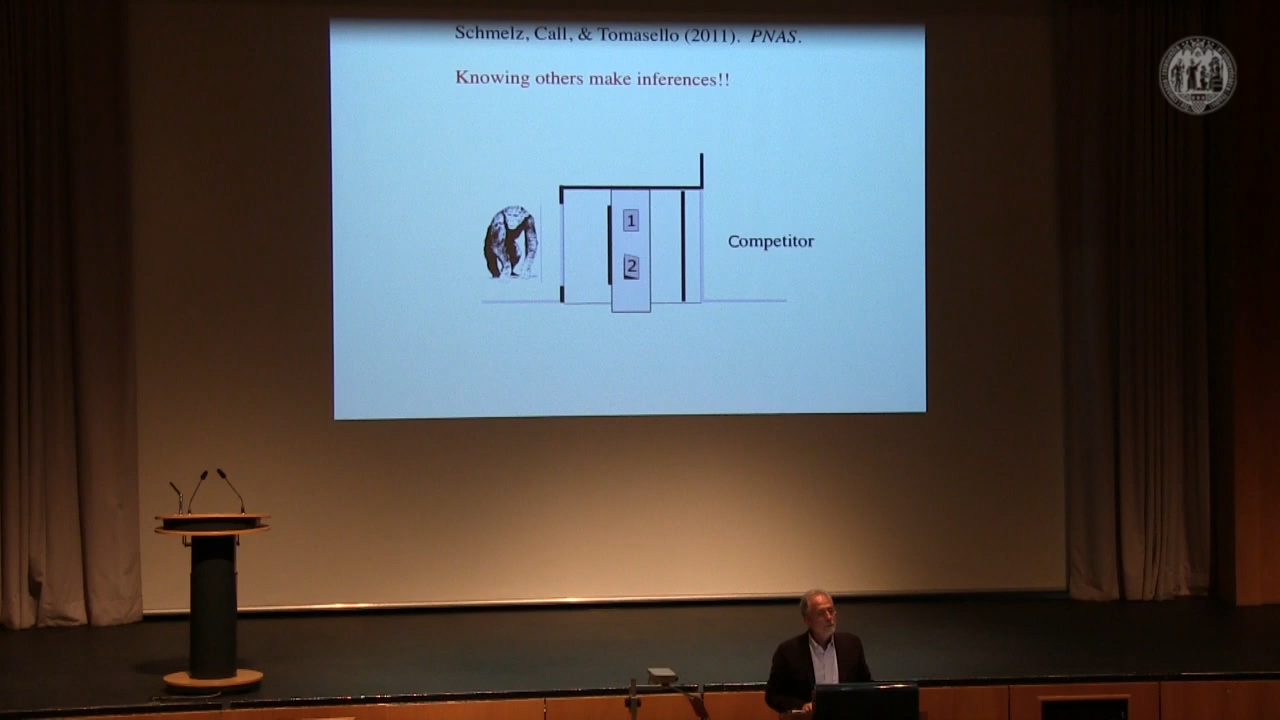 Schmelz, Call, & Tomasello (2011). PNAS.
Knowing others make inferences!!
1
2
Competitor